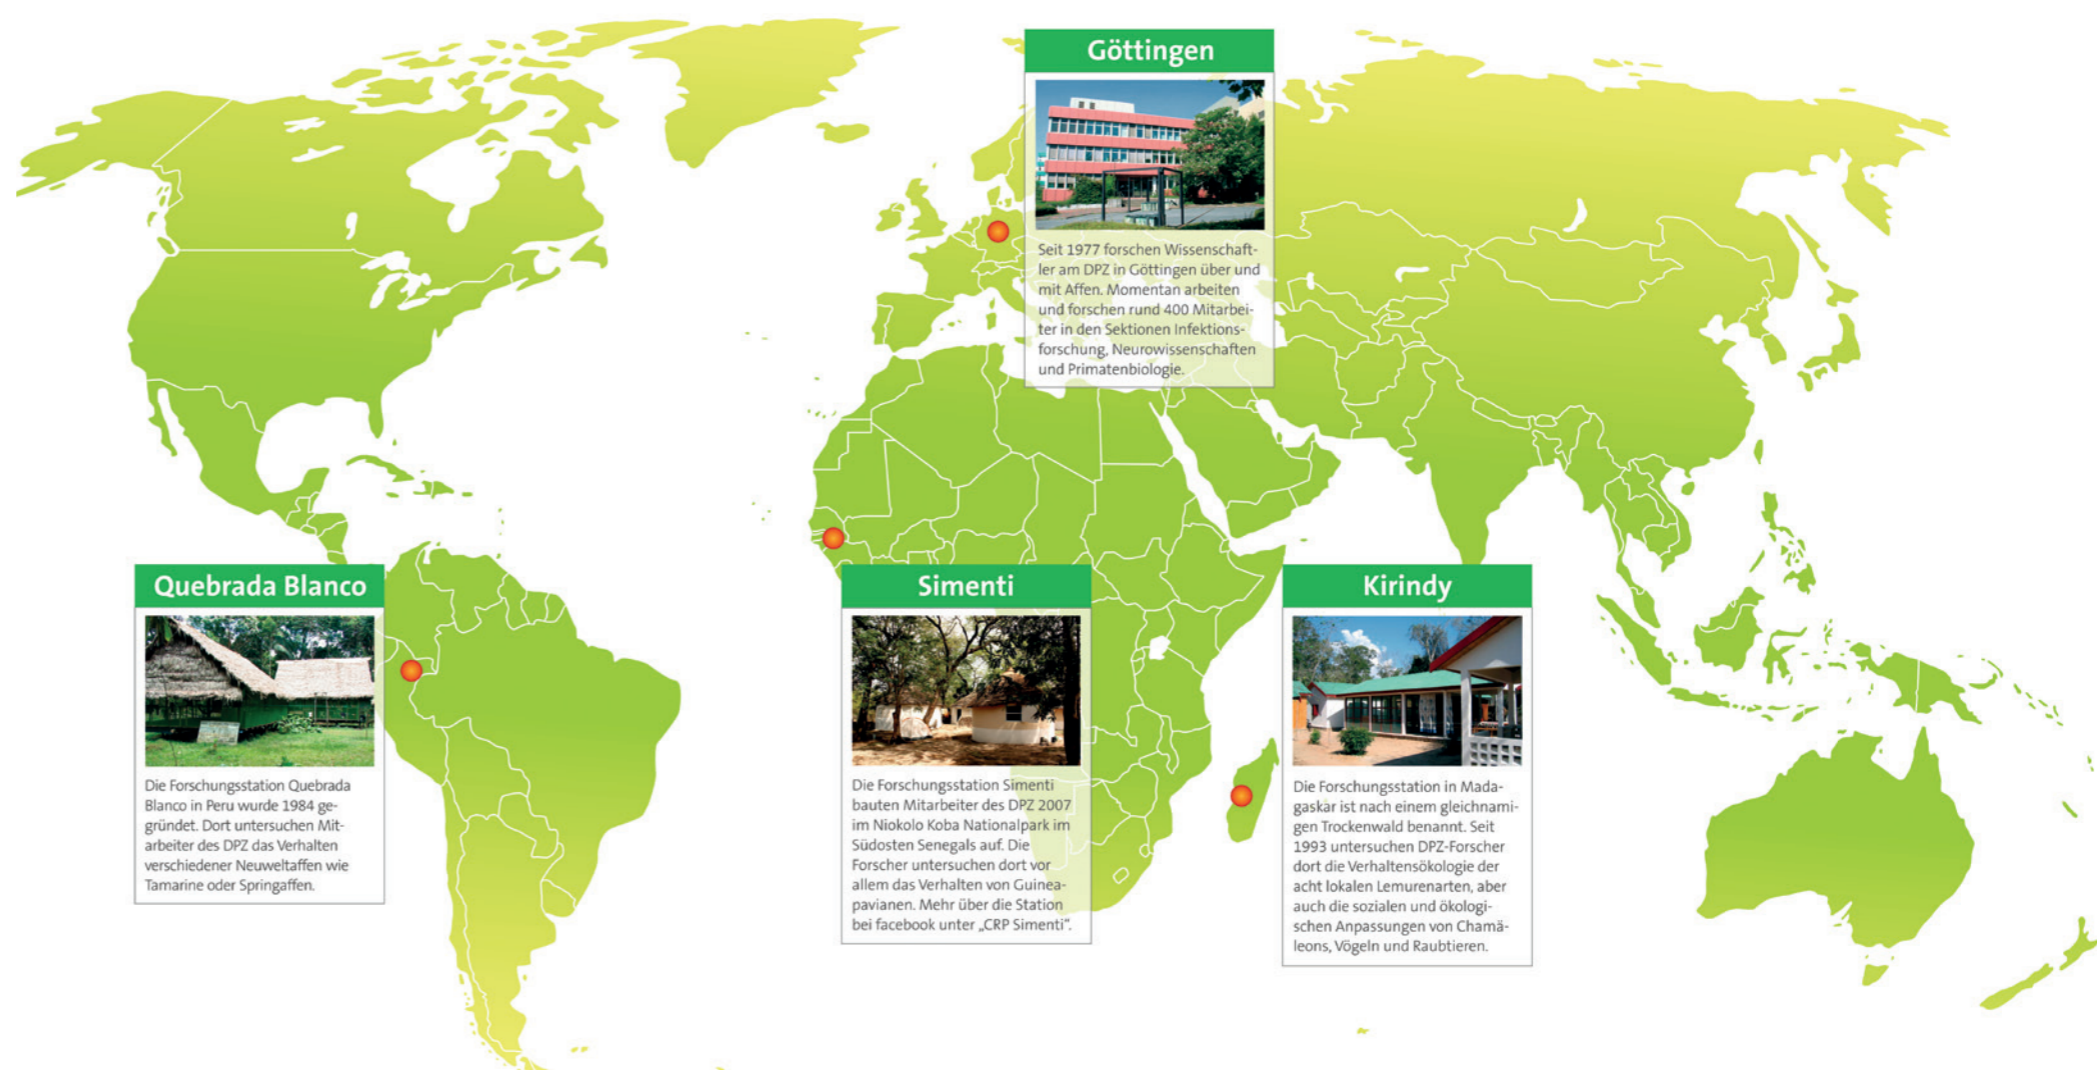 Göttingen
Seit 1977 forschen Wissenschaft-
ler am DPZ in Göttingen über und
mit Affen. Momentan arbeiten
und forschen rund 400 Mitarbei-
ter in den Sektionen Infektions-
forschung, Neurowissenschaften
und Primatenbiologie.
Quebrada Blanco
Die Forschungsstation Quebrada
Blanco in Peru wurde 1984 ge-
gründet. Dort untersuchen Mit-
arbeiter des DPZ das Verhalten
verschiedener Neuweltaffen wie
Tamarine oder Springaffen.
Simenti
Die Forschungsstation Simenti
bauten Mitarbeiter des DPZ 2007
im Niokolo Koba Nationalpark im
Südosten Senegals auf. Die
Forscher untersuchen dort vor
allem das Verhalten von Guinea-
pavianen. Mehr über die Station
bei facebook unter „CRP Simenti“.
Kirindy
Die Forschungsstation in Mada-
gaskar ist nach einem gleichnami-
gen Trockenwald benannt. Seit
1993 untersuchen DPZ-Forscher
dort die Verhaltensökologie der
acht lokalen Lemurenarten, aber
auch die sozialen und ökologi-
schen Anpassungen von Chamä-
leons, Vögeln und Raubtieren.